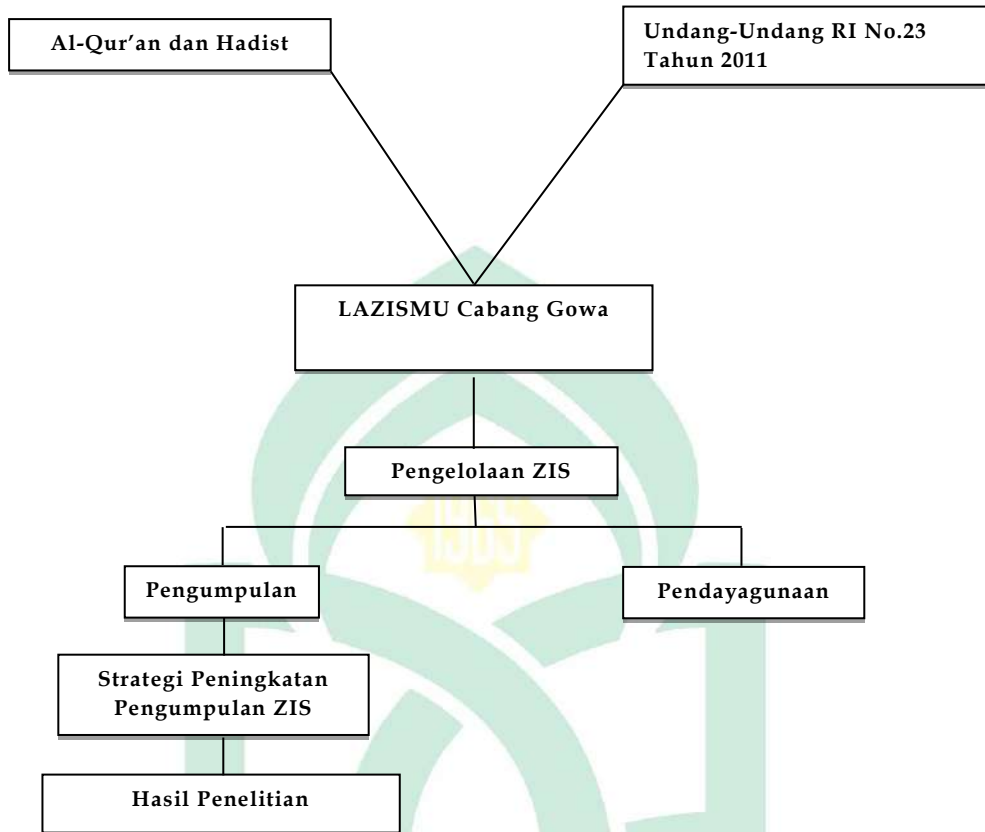 Al-Qur’an dan Hadist
Undang-Undang RI No.23
Tahun 2011
LAZISMU Cabang Gowa
Pengelolaan ZIS
1965
Pengumpulan
Pendayagunaan
Strategi Peningkatan
Pengumpulan ZIS
Hasil Penelitian